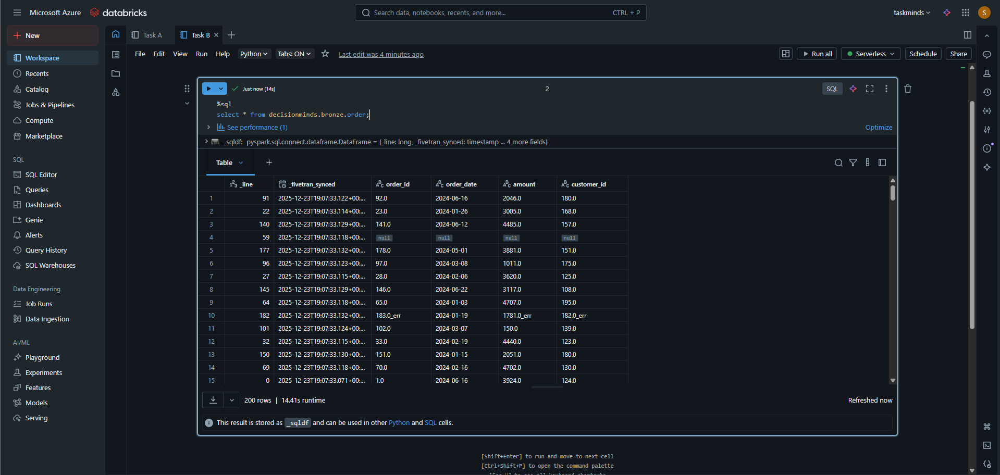 Microsoft Azure databricks
Search data, notebooks, recents, and more... CTRL + P
taskminds
S
New
Workspace
Recents
Catalog
Jobs & Pipelines
Compute
Marketplace
SQL
SQL Editor
Queries
Dashboards
Genie
Alerts
Query History
SQL Warehouses
Data Engineering
Job Runs
Data Ingestion
AI/ML
Playground
Experiments
Features
Models
Serving
Task A Task B
File Edit View Run Help Python Tabs: ON Last edit was 4 minutes ago
Run all Serverless Schedule Share
Just now (14s) 2 SQL
%sql
select * from decisionminds.bronze.order;
See performance (1) Optimize
_sqldf: pyspark.sql.connect.dataframe.DataFrame = [_line: long, _fivetran_synced: timestamp ... 4 more fields]
Table
_line _fivetran_synced order_id order_date amount customer_id
1 91 2025-12-23T19:07:33.122+00:... 92.0 2024-06-16 2046.0 180.0
2 22 2025-12-23T19:07:33.114+00:... 23.0 2024-01-26 3005.0 168.0
3 140 2025-12-23T19:07:33.129+00:... 141.0 2024-06-12 4485.0 157.0
4 59 2025-12-23T19:07:33.118+00:... null null null null
5 177 2025-12-23T19:07:33.132+00:... 178.0 2024-05-01 3881.0 151.0
6 96 2025-12-23T19:07:33.123+00:... 97.0 2024-03-08 1011.0 175.0
7 27 2025-12-23T19:07:33.115+00:... 28.0 2024-02-06 3620.0 125.0
8 145 2025-12-23T19:07:33.129+00:... 146.0 2024-06-22 3117.0 108.0
9 64 2025-12-23T19:07:33.118+00:... 65.0 2024-01-03 4707.0 195.0
10 182 2025-12-23T19:07:33.132+00:... 183.0_err 2024-01-19 1781.0_err 182.0_err
11 101 2025-12-23T19:07:33.124+00:... 102.0 2024-03-07 150.0 139.0
12 32 2025-12-23T19:07:33.115+00:... 33.0 2024-02-19 4440.0 123.0
13 150 2025-12-23T19:07:33.130+00:... 151.0 2024-01-15 2051.0 180.0
14 69 2025-12-23T19:07:33.118+00:... 70.0 2024-02-16 4702.0 130.0
15 0 2025-12-23T19:07:33.071+00:... 1.0 2024-06-16 3924.0 124.0
200 rows | 14.41s runtime Refreshed now
This result is stored as _sqldf and can be used in other Python and SQL cells.
[Shift+Enter] to run and move to next cell
[Ctrl+Shift+P] to open the command palette